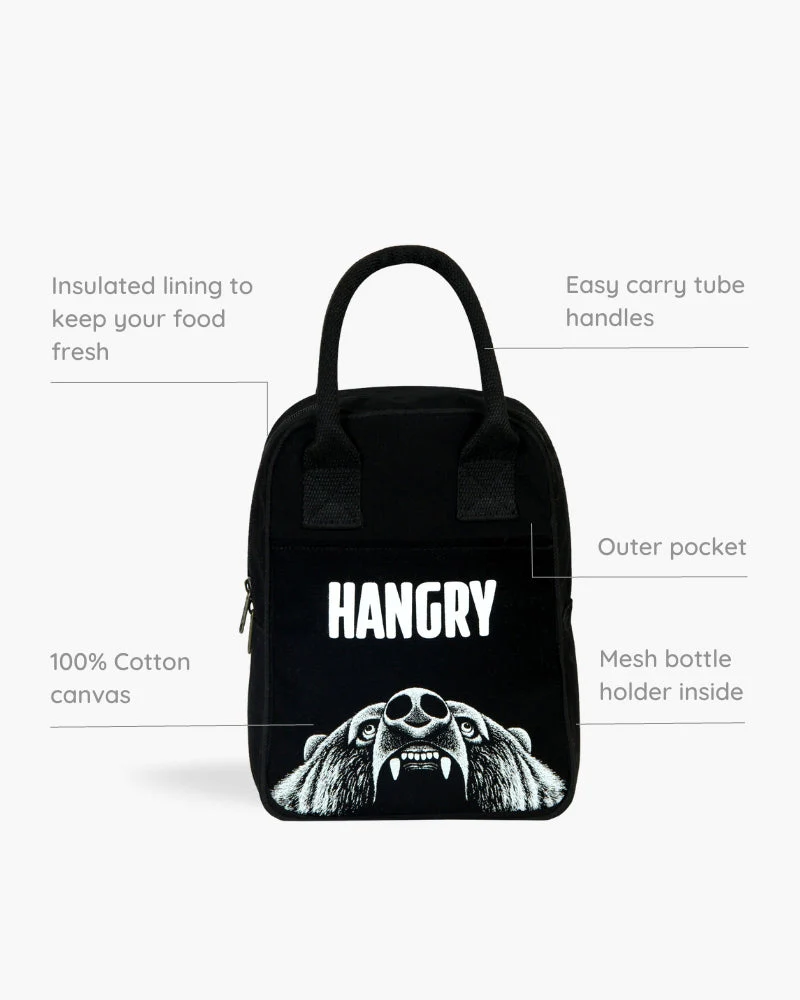 Insulated lining to
keep your food
fresh
Easy carry tube
handles
Outer pocket
HANGRY
100% Cotton
canvas
Mesh bottle
holder inside